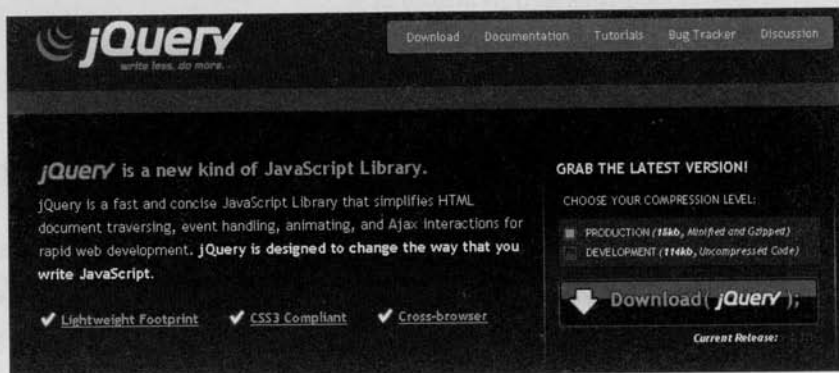 jQuery
write less, do more.
Download Documentation Tutorials Bug Tracker Discussion
jQuery is a new kind of JavaScript Library.
jQuery is a fast and concise JavaScript Library that simplifies HTML
document traversing, event handling, animating, and Ajax interactions for
rapid web development. jQuery is designed to change the way that you
write JavaScript.
Lightweight Footprint CSS3 Compliant Cross-browser
GRAB THE LATEST VERSION!
CHOOSE YOUR COMPRESSION LEVEL:
PRODUCTION (18kb, Minified and Gzipped)
DEVELOPMENT (114kb, Uncompressed Code)
Download( jQuery );
Current Release: